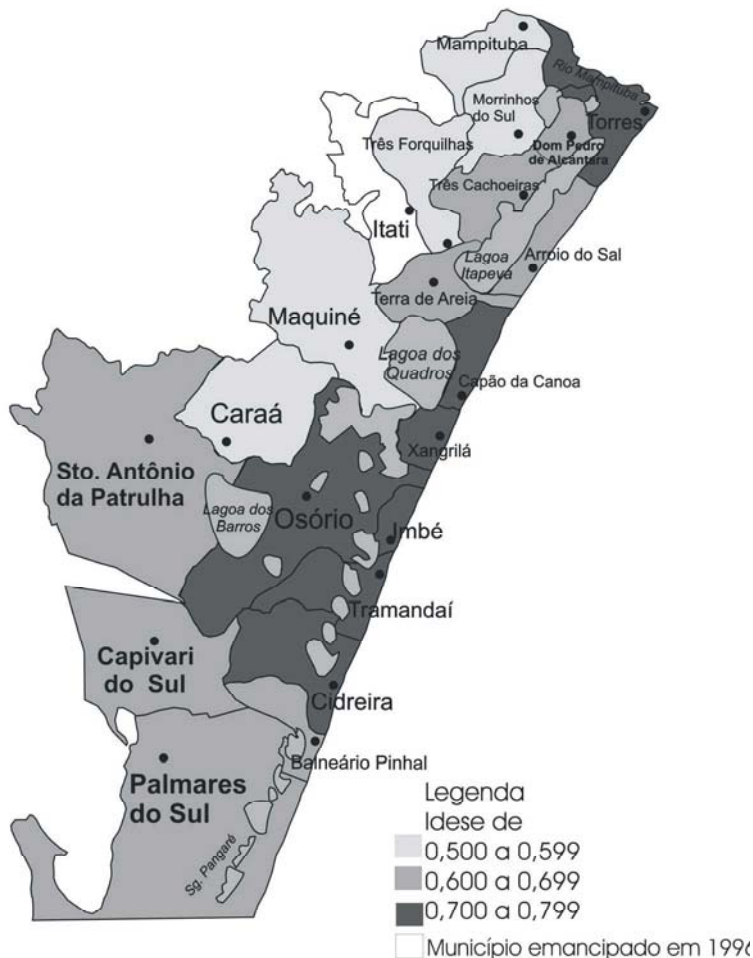 Mampituba
Rio Mampituba
Morrinhos
do Sul
Torres
Três Forquilhas
Dom Pedro
de Alcântara
Três Cachoeiras
Itati
Lagoa
Itapeva
Arroio do Sal
Terra de Areia
Maquiné
Lagoa dos
Quadros
Capão da Canoa
Caraá
Xangrilá
Sto. Antônio
da Patrulha
Lagoa dos
Barros
Osório
Imbé
Tramandaí
Capivari
do Sul
Cidreira
Balneário Pinhal
Palmares
do Sul
Sg. Pangaré
Legenda
Idese de
0,500 a 0,599
0,600 a 0,699
0,700 a 0,799
Município emancipado em 1996